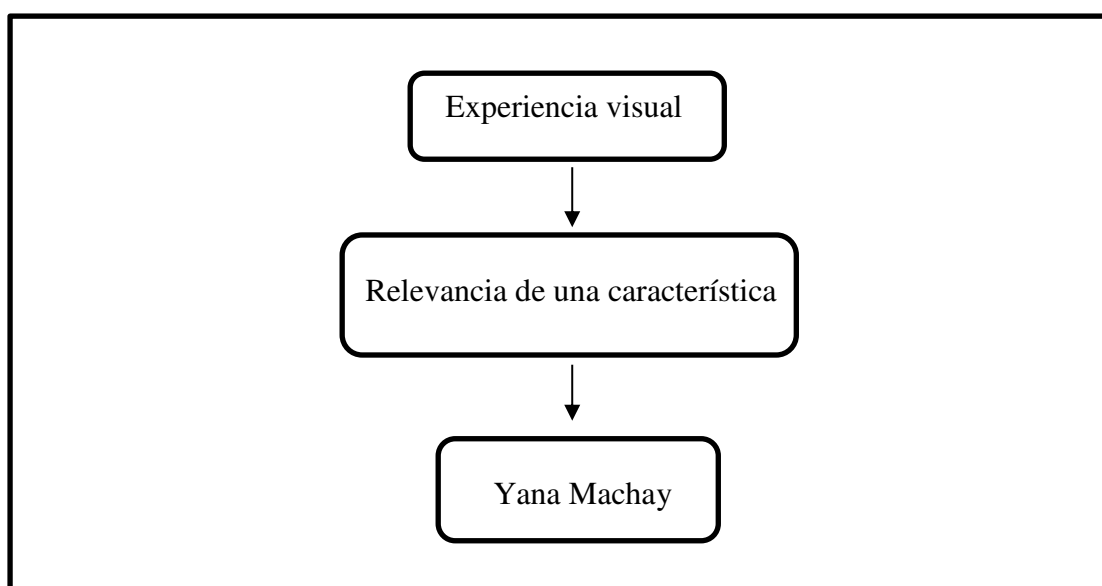 Experiencia visual
Relevancia de una característica
Yana Machay